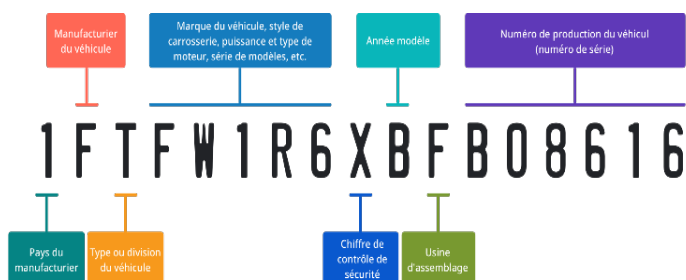 Manufacturier
du véhicule
Marque du véhicule, style de
carrosserie, puissance et type de
moteur, série de modèles, etc.
Année modèle
Numéro de production du véhicul
(numéro de série)
1FTFW1R6XBFB08616
Pays du
manufacturier
Type ou division
du véhicule
Chiffre de
contrôle de
sécurité
Usine
d'assemblage